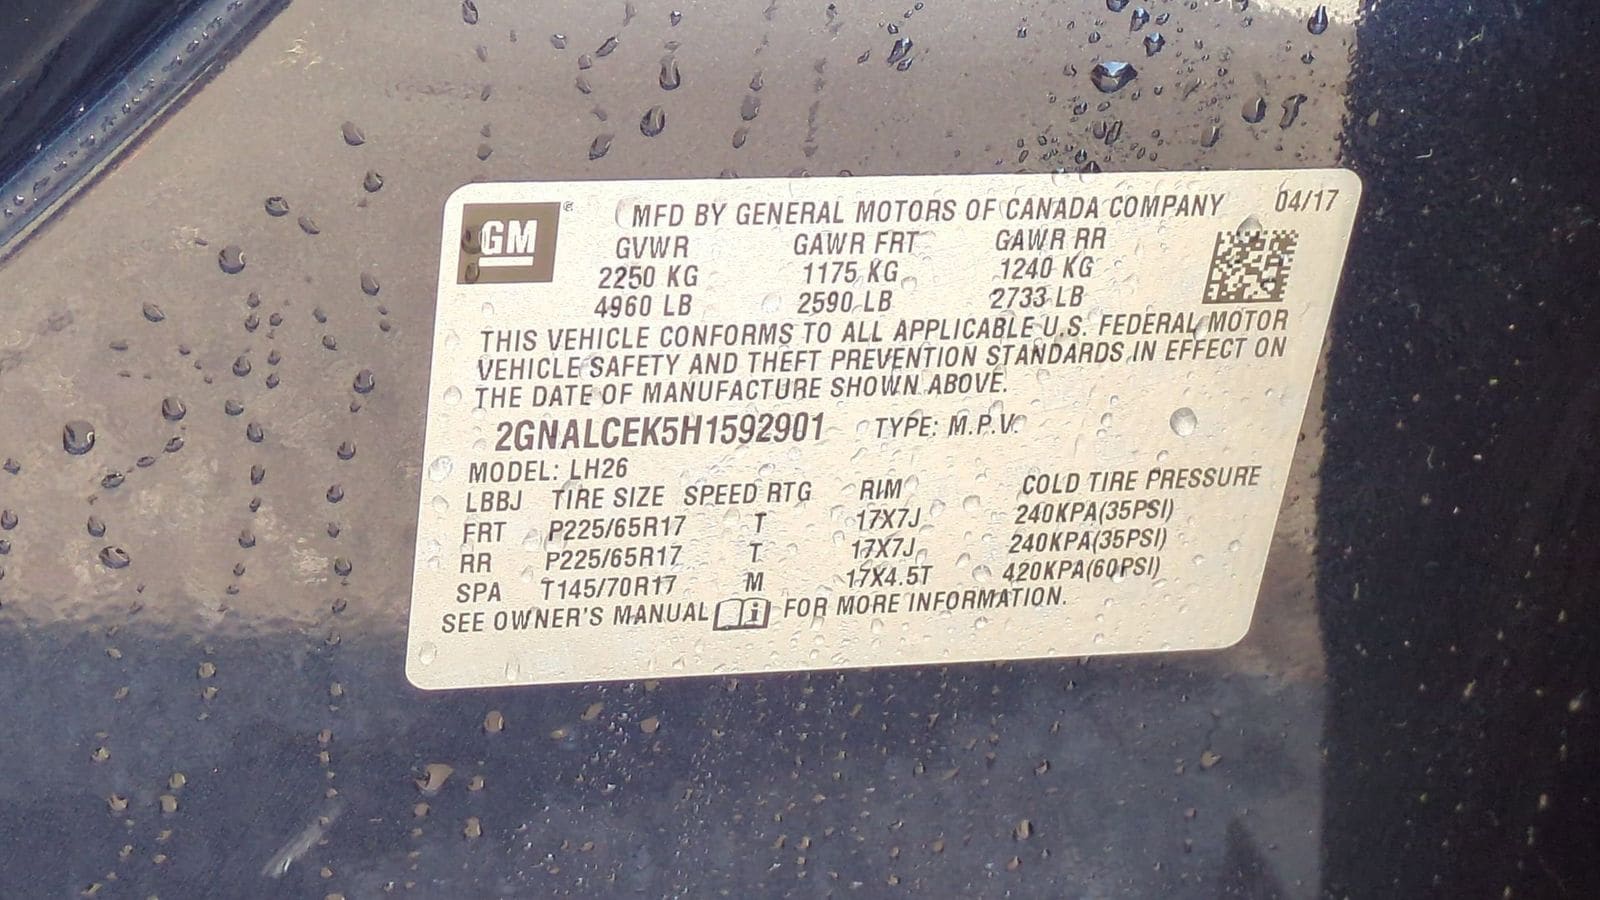 GM ® MFD BY GENERAL MOTORS OF CANADA COMPANY 04/17
GVWR GAWR FRT GAWR RR
2250 KG 1175 KG 1240 KG
4960 LB 2590 LB 2733 LB
THIS VEHICLE CONFORMS TO ALL APPLICABLE U.S. FEDERAL MOTOR
VEHICLE SAFETY AND THEFT PREVENTION STANDARDS IN EFFECT ON
THE DATE OF MANUFACTURE SHOWN ABOVE.
2GNALCEK5H1592901 TYPE: M.P.V.
MODEL: LH26
LBBJ TIRE SIZE SPEED RTG RIM COLD TIRE PRESSURE
FRT P225/65R17 T 17X7J 240KPA(35PSI)
RR P225/65R17 T 17X7J 240KPA(35PSI)
SPA T145/70R17 M 17X4.5T 420KPA(60PSI)
SEE OWNER'S MANUAL i FOR MORE INFORMATION.